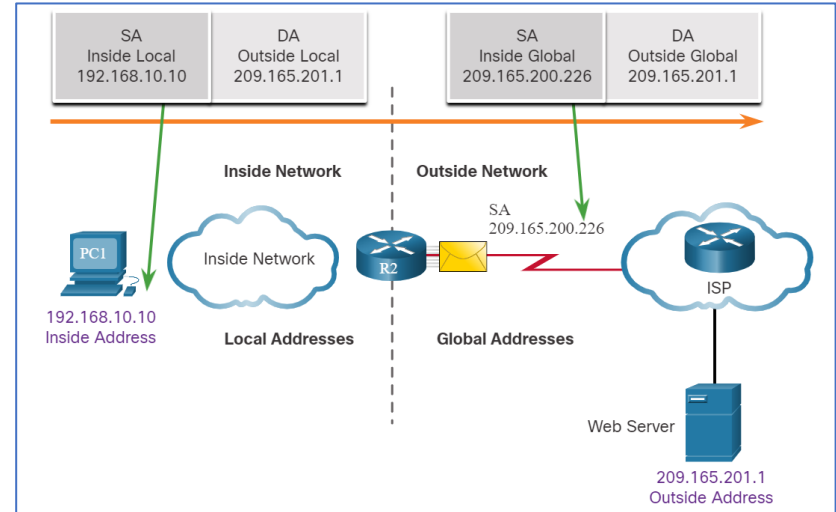 SA
Inside Local
192.168.10.10
DA
Outside Local
209.165.201.1
SA
Inside Global
209.165.200.226
DA
Outside Global
209.165.201.1
Inside Network
Outside Network
SA
209.165.200.226
PC1
Inside Network
R2
ISP
192.168.10.10
Inside Address
Local Addresses
Global Addresses
Web Server
209.165.201.1
Outside Address